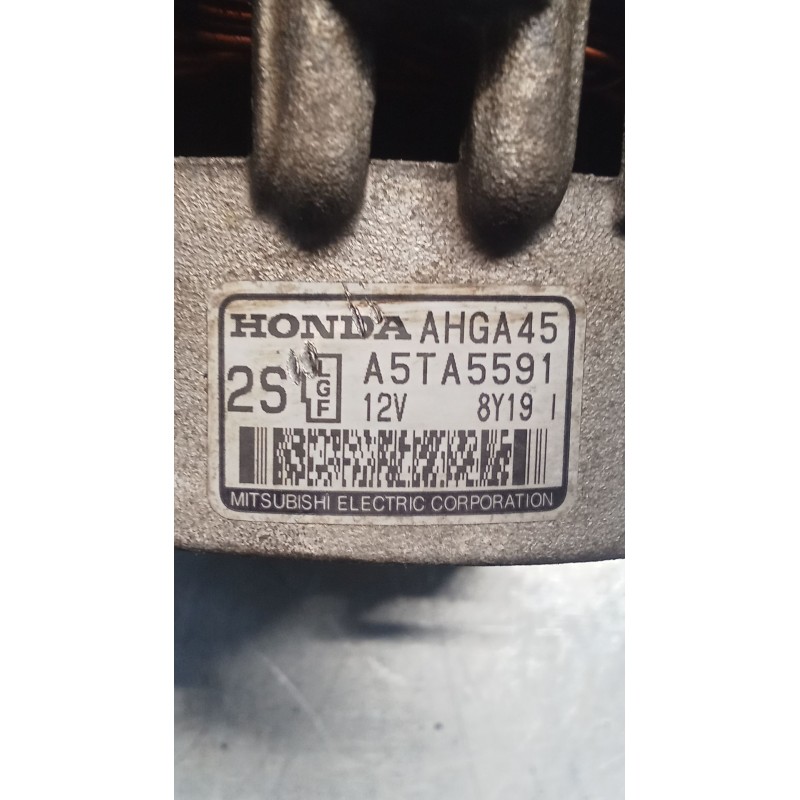 HONDA AHGA45
2S LGF A5TA5591
12V 8Y19 I
MITSUBISHI ELECTRIC CORPORATION